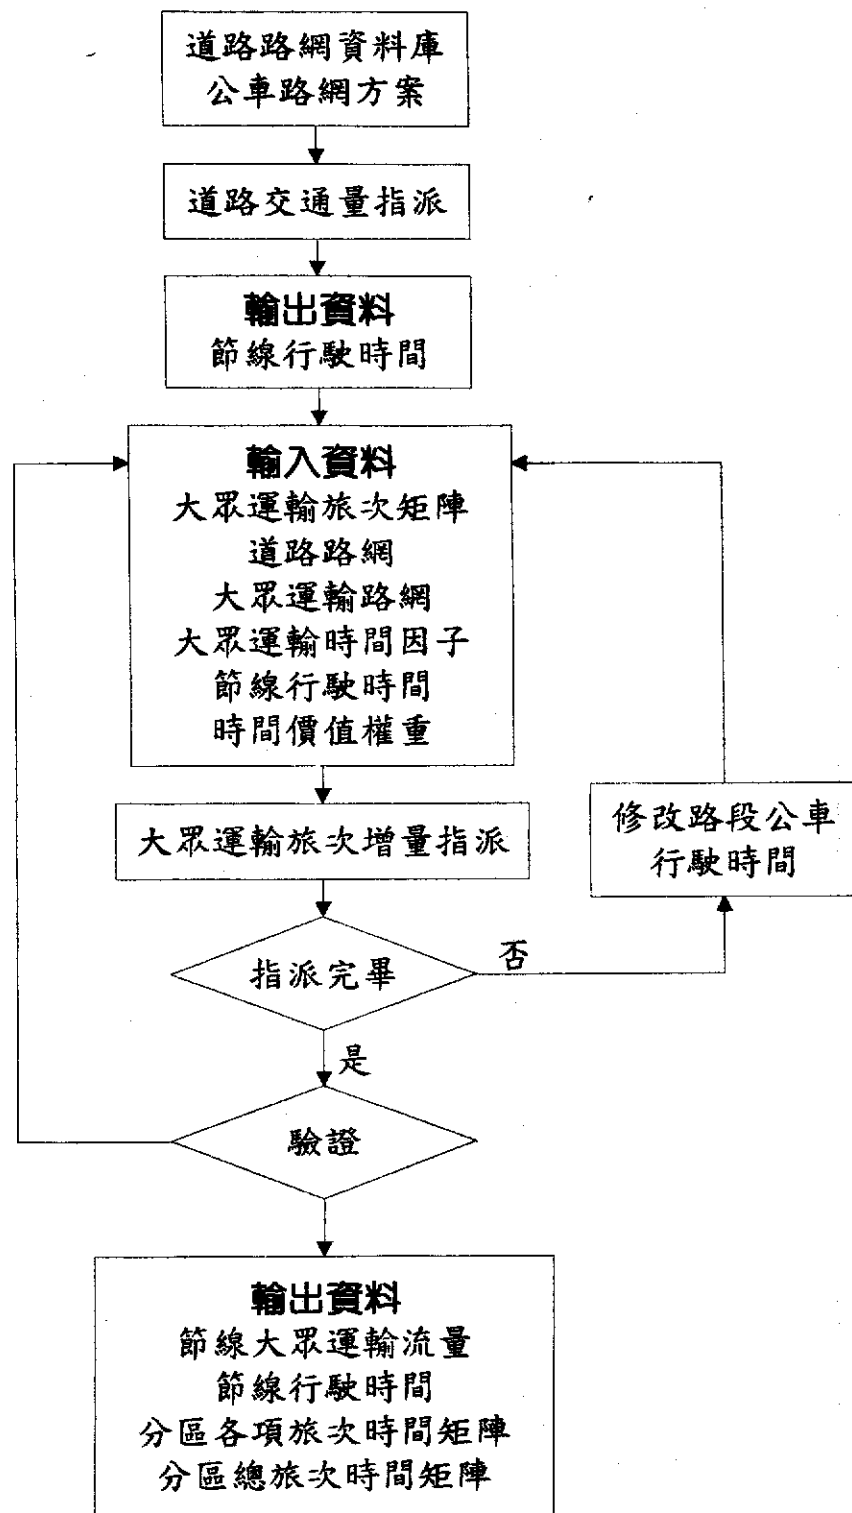 道路路網資料庫
公車路網方案
道路交通量指派
輸出資料
節線行駛時間
輸入資料
大眾運輸旅次矩陣
道路路網
大眾運輸路網
大眾運輸時間因子
節線行駛時間
時間價值權重
大眾運輸旅次增量指派
修改路段公車
行駛時間
指派完畢
否
是
驗證
輸出資料
節線大眾運輸流量
節線行駛時間
分區各項旅次時間矩陣
分區總旅次時間矩陣